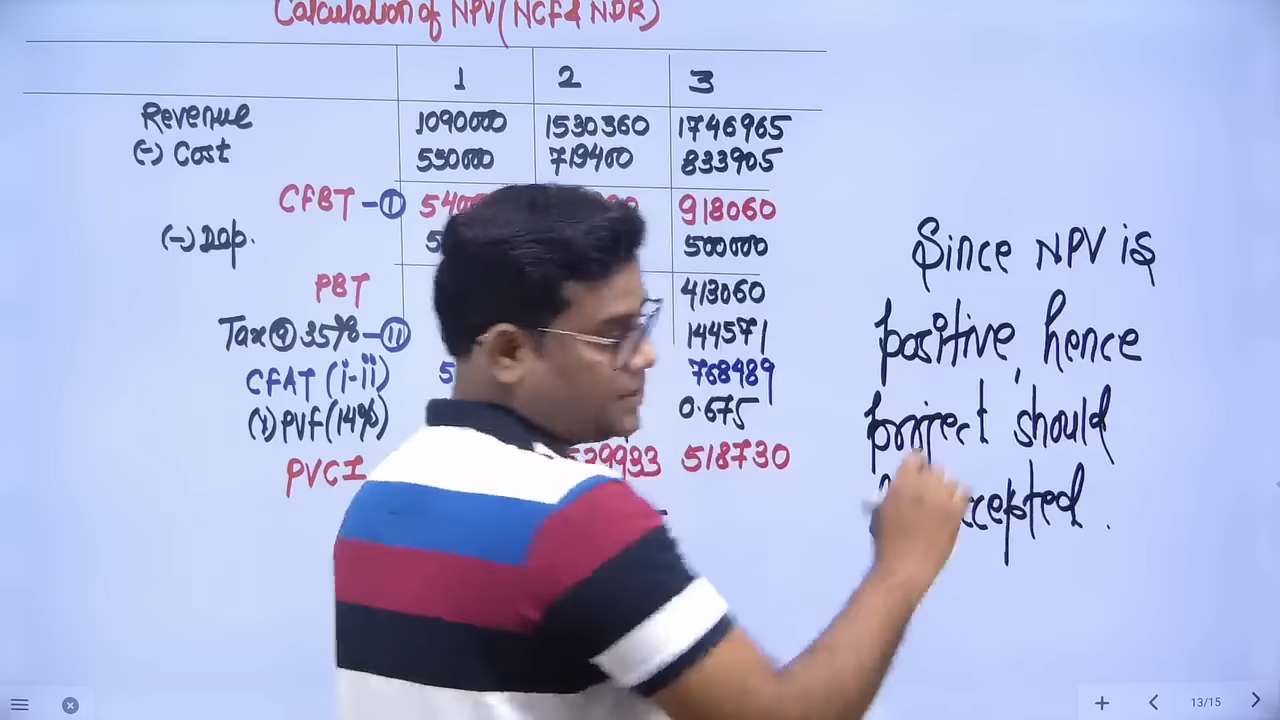 Calculation of NPV(NCF & NDR)
1 2 3
Revenue 1090000 1530360 1746965
(-) Cost 550000 719400 833905
CFBT - (i) 918060
(-) Dep. 500000
PBT 413060
Tax @ 35% - (ii) 144571
CFAT (i-ii) 768489
(x) PVf (14%) 0.675
PVCI 518730
Since NPV is
positive, hence
project should
accepted.